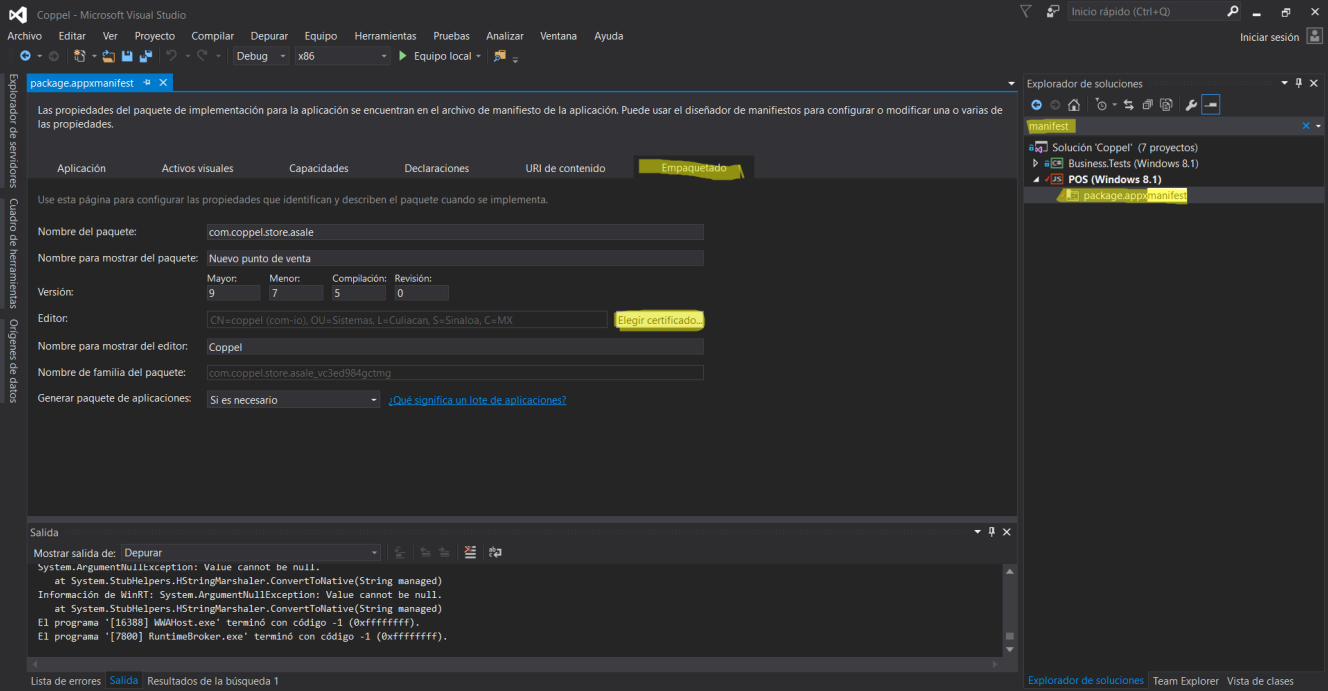 Coppel - Microsoft Visual Studio
Inicio rápido (Ctrl+Q)
Archivo Editar Ver Proyecto Compilar Depurar Equipo Herramientas Pruebas Analizar Ventana Ayuda
Iniciar sesión
Debug x86 Equipo local
Explorador de servidores
Cuadro de herramientas
Orígenes de datos
package.appxmanifest
Las propiedades del paquete de implementación para la aplicación se encuentran en el archivo de manifiesto de la aplicación. Puede usar el diseñador de manifiestos para configurar o modificar una o varias de
las propiedades.
Aplicación Activos visuales Capacidades Declaraciones URI de contenido Empaquetado
Use esta página para configurar las propiedades que identifican y describen el paquete cuando se implementa.
Nombre del paquete: com.coppel.store.asale
Nombre para mostrar del paquete: Nuevo punto de venta
Mayor: Menor: Compilación: Revisión:
Versión: 9 7 5 0
Editor: CN=coppel (com-io), OU=Sistemas, L=Culiacan, S=Sinaloa, C=MX Elegir certificado...
Nombre para mostrar del editor: Coppel
Nombre de familia del paquete: com.coppel.store.asale_vc3ed984gctmg
Generar paquete de aplicaciones: Si es necesario ¿Qué significa un lote de aplicaciones?
Salida
Mostrar salida de: Depurar
System.ArgumentNullException: Value cannot be null.
at System.StubHelpers.HStringMarshaler.ConvertToNative(String managed)
Información de WinRT: System.ArgumentNullException: Value cannot be null.
at System.StubHelpers.HStringMarshaler.ConvertToNative(String managed)
El programa '[16388] WWAHost.exe' terminó con código -1 (0xffffffff).
El programa '[7800] RuntimeBroker.exe' terminó con código -1 (0xffffffff).
Lista de errores Salida Resultados de la búsqueda 1
Explorador de soluciones
manifest
Solución 'Coppel' (7 proyectos)
Business.Tests (Windows 8.1)
POS (Windows 8.1)
package.appxmanifest
Explorador de soluciones Team Explorer Vista de clases